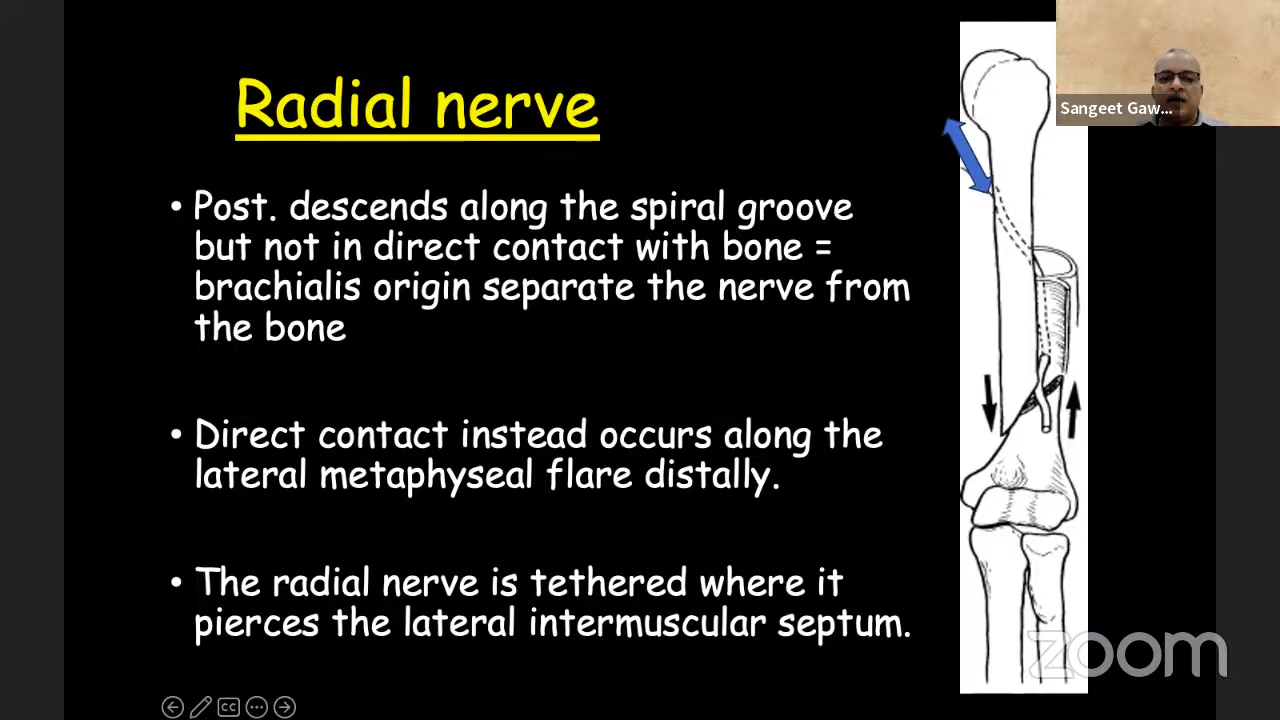 Radial nerve
• Post. descends along the spiral groove
but not in direct contact with bone =
brachialis origin separate the nerve from
the bone
• Direct contact instead occurs along the
lateral metaphyseal flare distally.
• The radial nerve is tethered where it
pierces the lateral intermuscular septum.
Sangeet Gaw...
zoom
CC